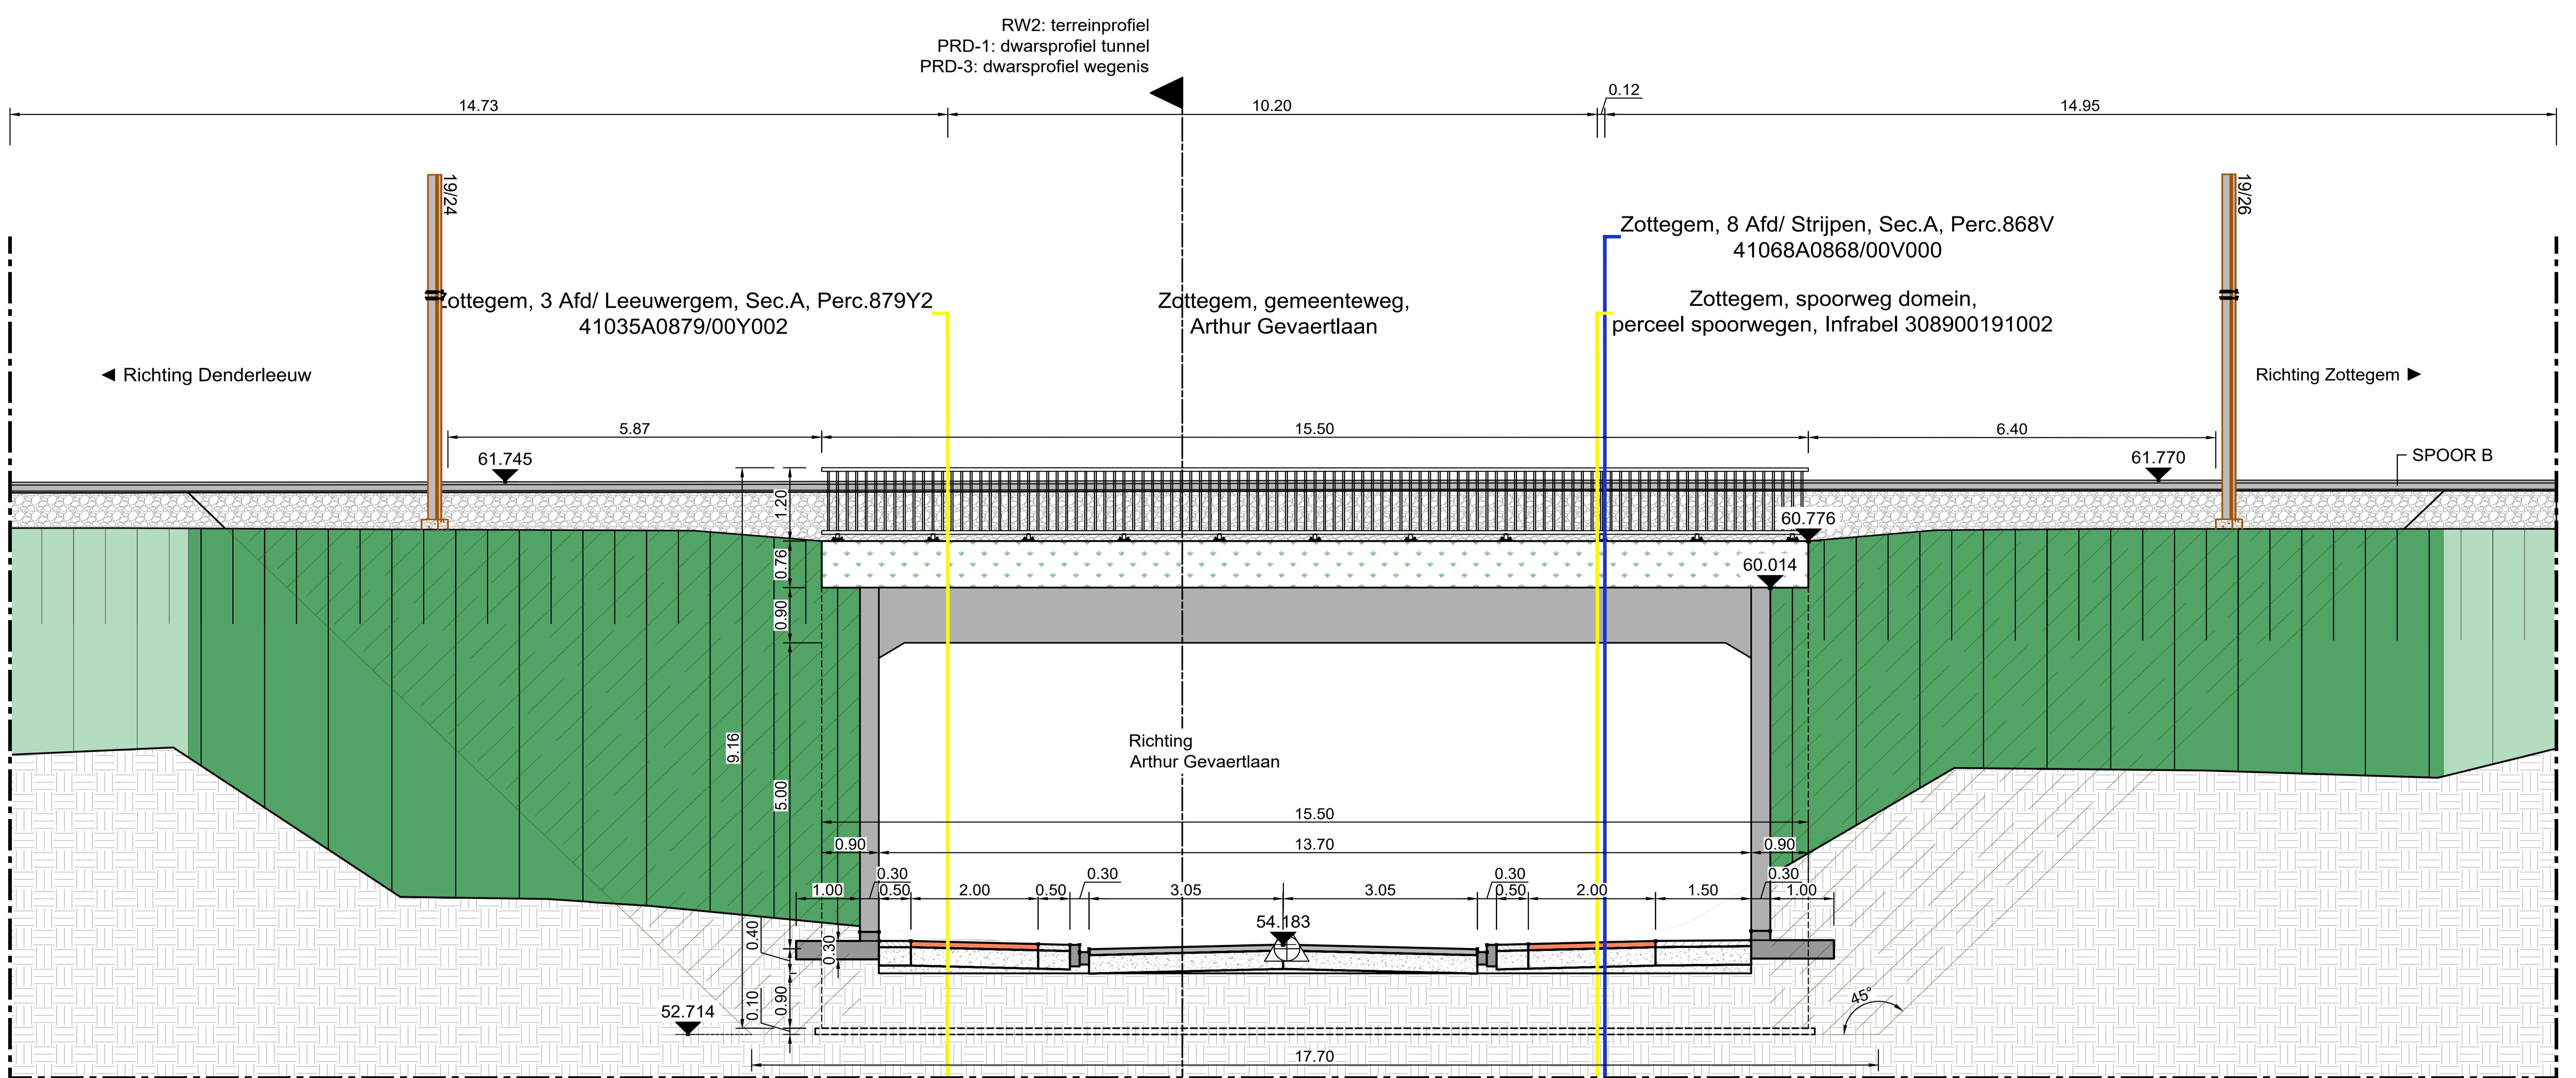 RW2: terreinprofiel
PRD-1: dwarsprofiel tunnel
PRD-3: dwarsprofiel wegenis
14.73
10.20
0.12
14.95
19/24
19/26
Zottegem, 8 Afd/ Strijpen, Sec.A, Perc.868V
41068A0868/00V000
Zottegem, 3 Afd/ Leeuwergem, Sec.A, Perc.879Y2
41035A0879/00Y002
Zottegem, gemeenteweg,
Arthur Gevaertlaan
Zottegem, spoorweg domein,
perceel spoorwegen, Infrabel 308900191002
◄ Richting Denderleeuw
Richting Zottegem ►
5.87
15.50
6.40
61.745
61.770
SPOOR B
1.20
60.776
0.76
60.014
0.90
9.16
5.00
Richting
Arthur Gevaertlaan
15.50
0.90
13.70
0.90
1.00
0.30
0.50
2.00
0.50
0.30
3.05
3.05
0.30
0.50
2.00
1.50
0.30
1.00
54.183
0.40
0.30
0.10
0.90
52.714
45°
17.70